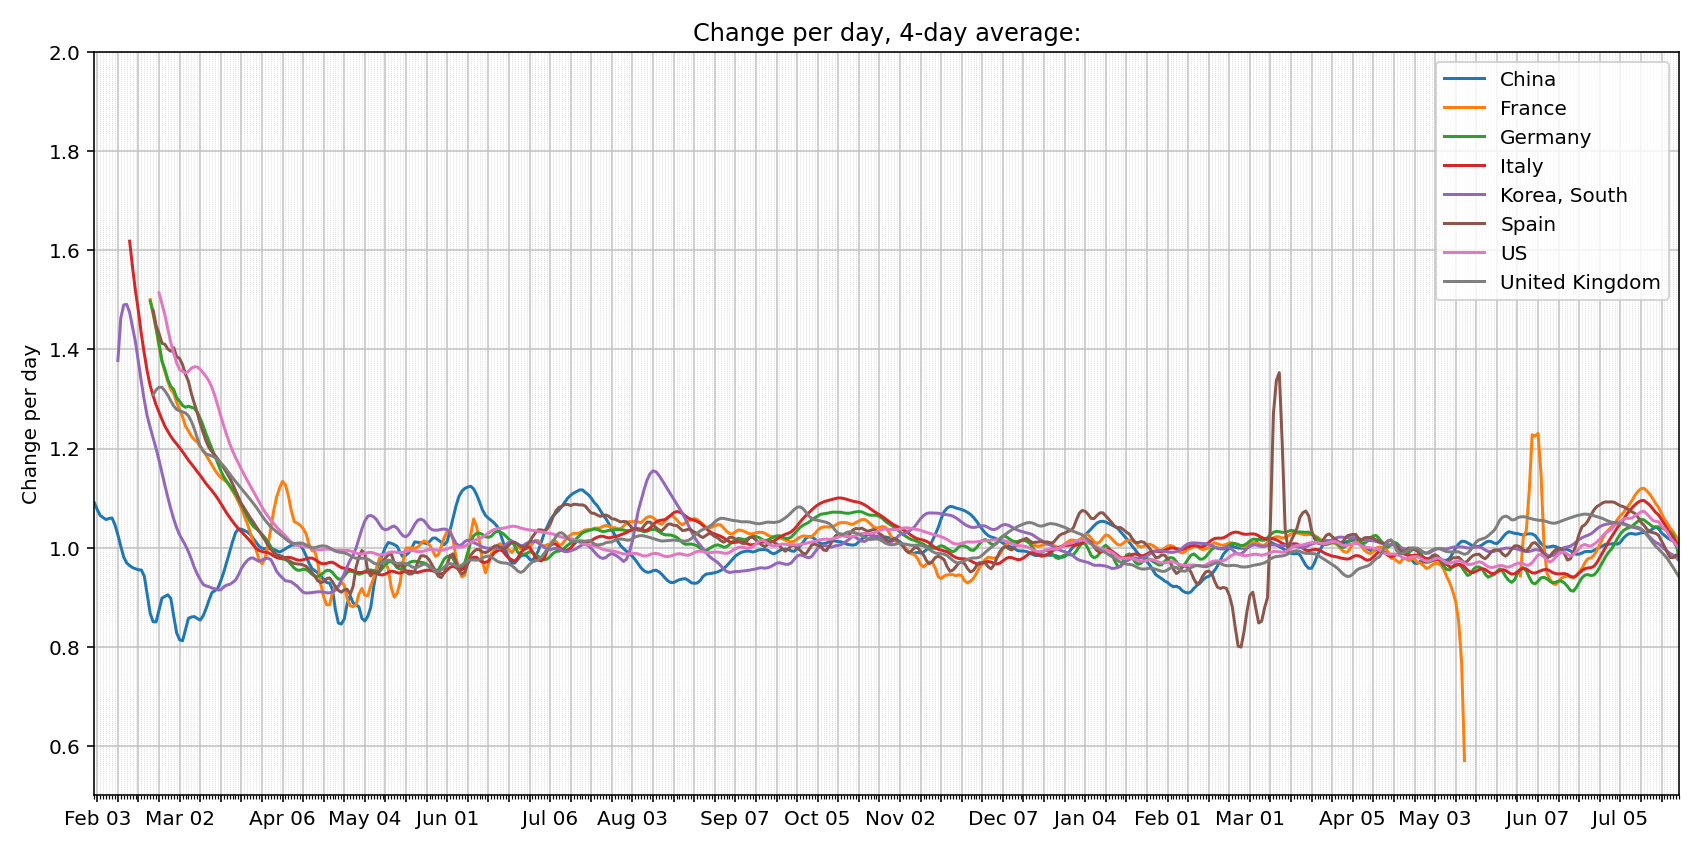 Change per day, 4-day average:
Change per day
2.0
1.8
1.6
1.4
1.2
1.0
0.8
0.6
China
France
Germany
Italy
Korea, South
Spain
US
United Kingdom
Feb 03 Mar 02 Apr 06 May 04 Jun 01 Jul 06 Aug 03 Sep 07 Oct 05 Nov 02 Dec 07 Jan 04 Feb 01 Mar 01 Apr 05 May 03 Jun 07 Jul 05